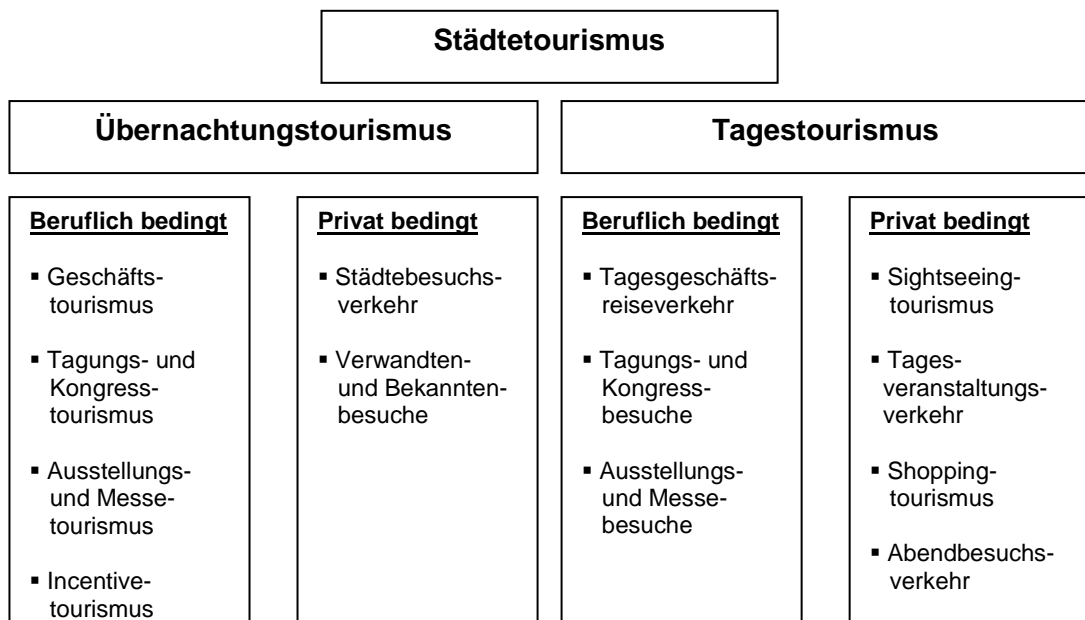 Städtetourismus
Übernachtungstourismus
Tagestourismus
Beruflich bedingt
▪ Geschäfts-
tourismus
▪ Tagungs- und
Kongress-
tourismus
▪ Ausstellungs-
und Messe-
tourismus
▪ Incentive-
tourismus
Privat bedingt
▪ Städtebesuchs-
verkehr
▪ Verwandten-
und Bekannten-
besuche
Beruflich bedingt
▪ Tagesgeschäfts-
reiseverkehr
▪ Tagungs- und
Kongress-
besuche
▪ Ausstellungs-
und Messe-
besuche
Privat bedingt
▪ Sightseeing-
tourismus
▪ Tages-
veranstaltungs-
verkehr
▪ Shopping-
tourismus
▪ Abendbesuchs-
verkehr